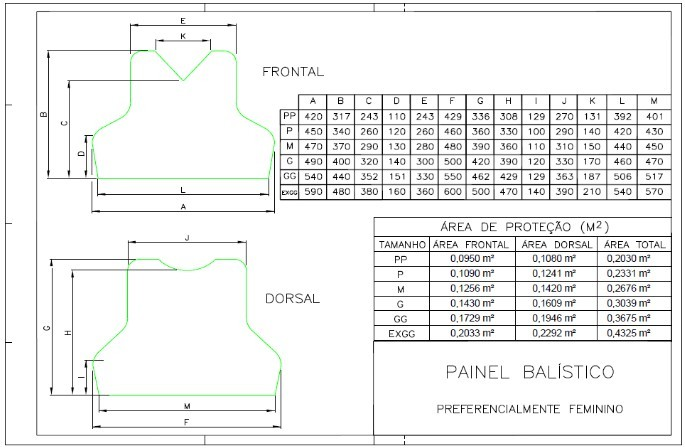 E
K
FRONTAL
B
C
D
L
A
A B C D E F G H I J K L M
PP 420 317 243 110 243 429 336 308 129 270 131 392 401
P 450 340 260 120 260 460 360 330 100 290 140 420 430
M 470 370 290 130 280 480 390 360 110 310 150 440 450
G 490 400 320 140 300 500 420 390 120 330 170 460 470
GG 540 440 352 151 330 550 462 429 129 363 187 506 517
EXGG 590 480 380 160 360 600 500 470 140 390 210 540 570
ÁREA DE PROTEÇÃO (M²)
TAMANHO ÁREA FRONTAL ÁREA DORSAL ÁREA TOTAL
PP 0,0950 m² 0,1080 m² 0,2030 m²
P 0,1090 m² 0,1241 m² 0,2331 m²
M 0,1256 m² 0,1420 m² 0,2676 m²
G 0,1430 m² 0,1609 m² 0,3039 m²
GG 0,1729 m² 0,1946 m² 0,3675 m²
EXGG 0,2033 m² 0,2292 m² 0,4325 m²
J
DORSAL
G
H
I
M
F
PAINEL BALÍSTICO
PREFERENCIALMENTE FEMININO